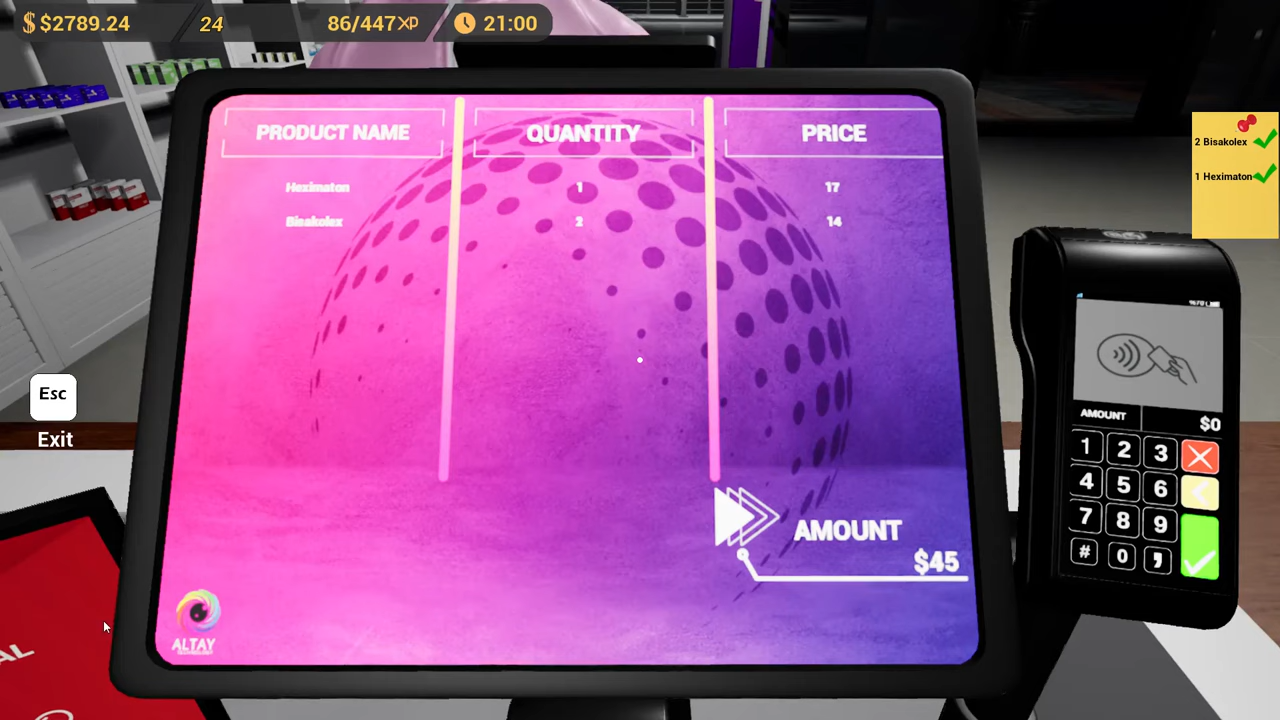 $ $2789.24 24 86/447XP 21:00
PRODUCT NAME QUANTITY PRICE
Heximaton 1 17
Bisakolex 2 14
AMOUNT
$45
ALTAY
2 Bisakolex
1 Heximaton
Esc
Exit
AMOUNT $0
1 2 3
4 5 6
7 8 9
# 0 ,
AL